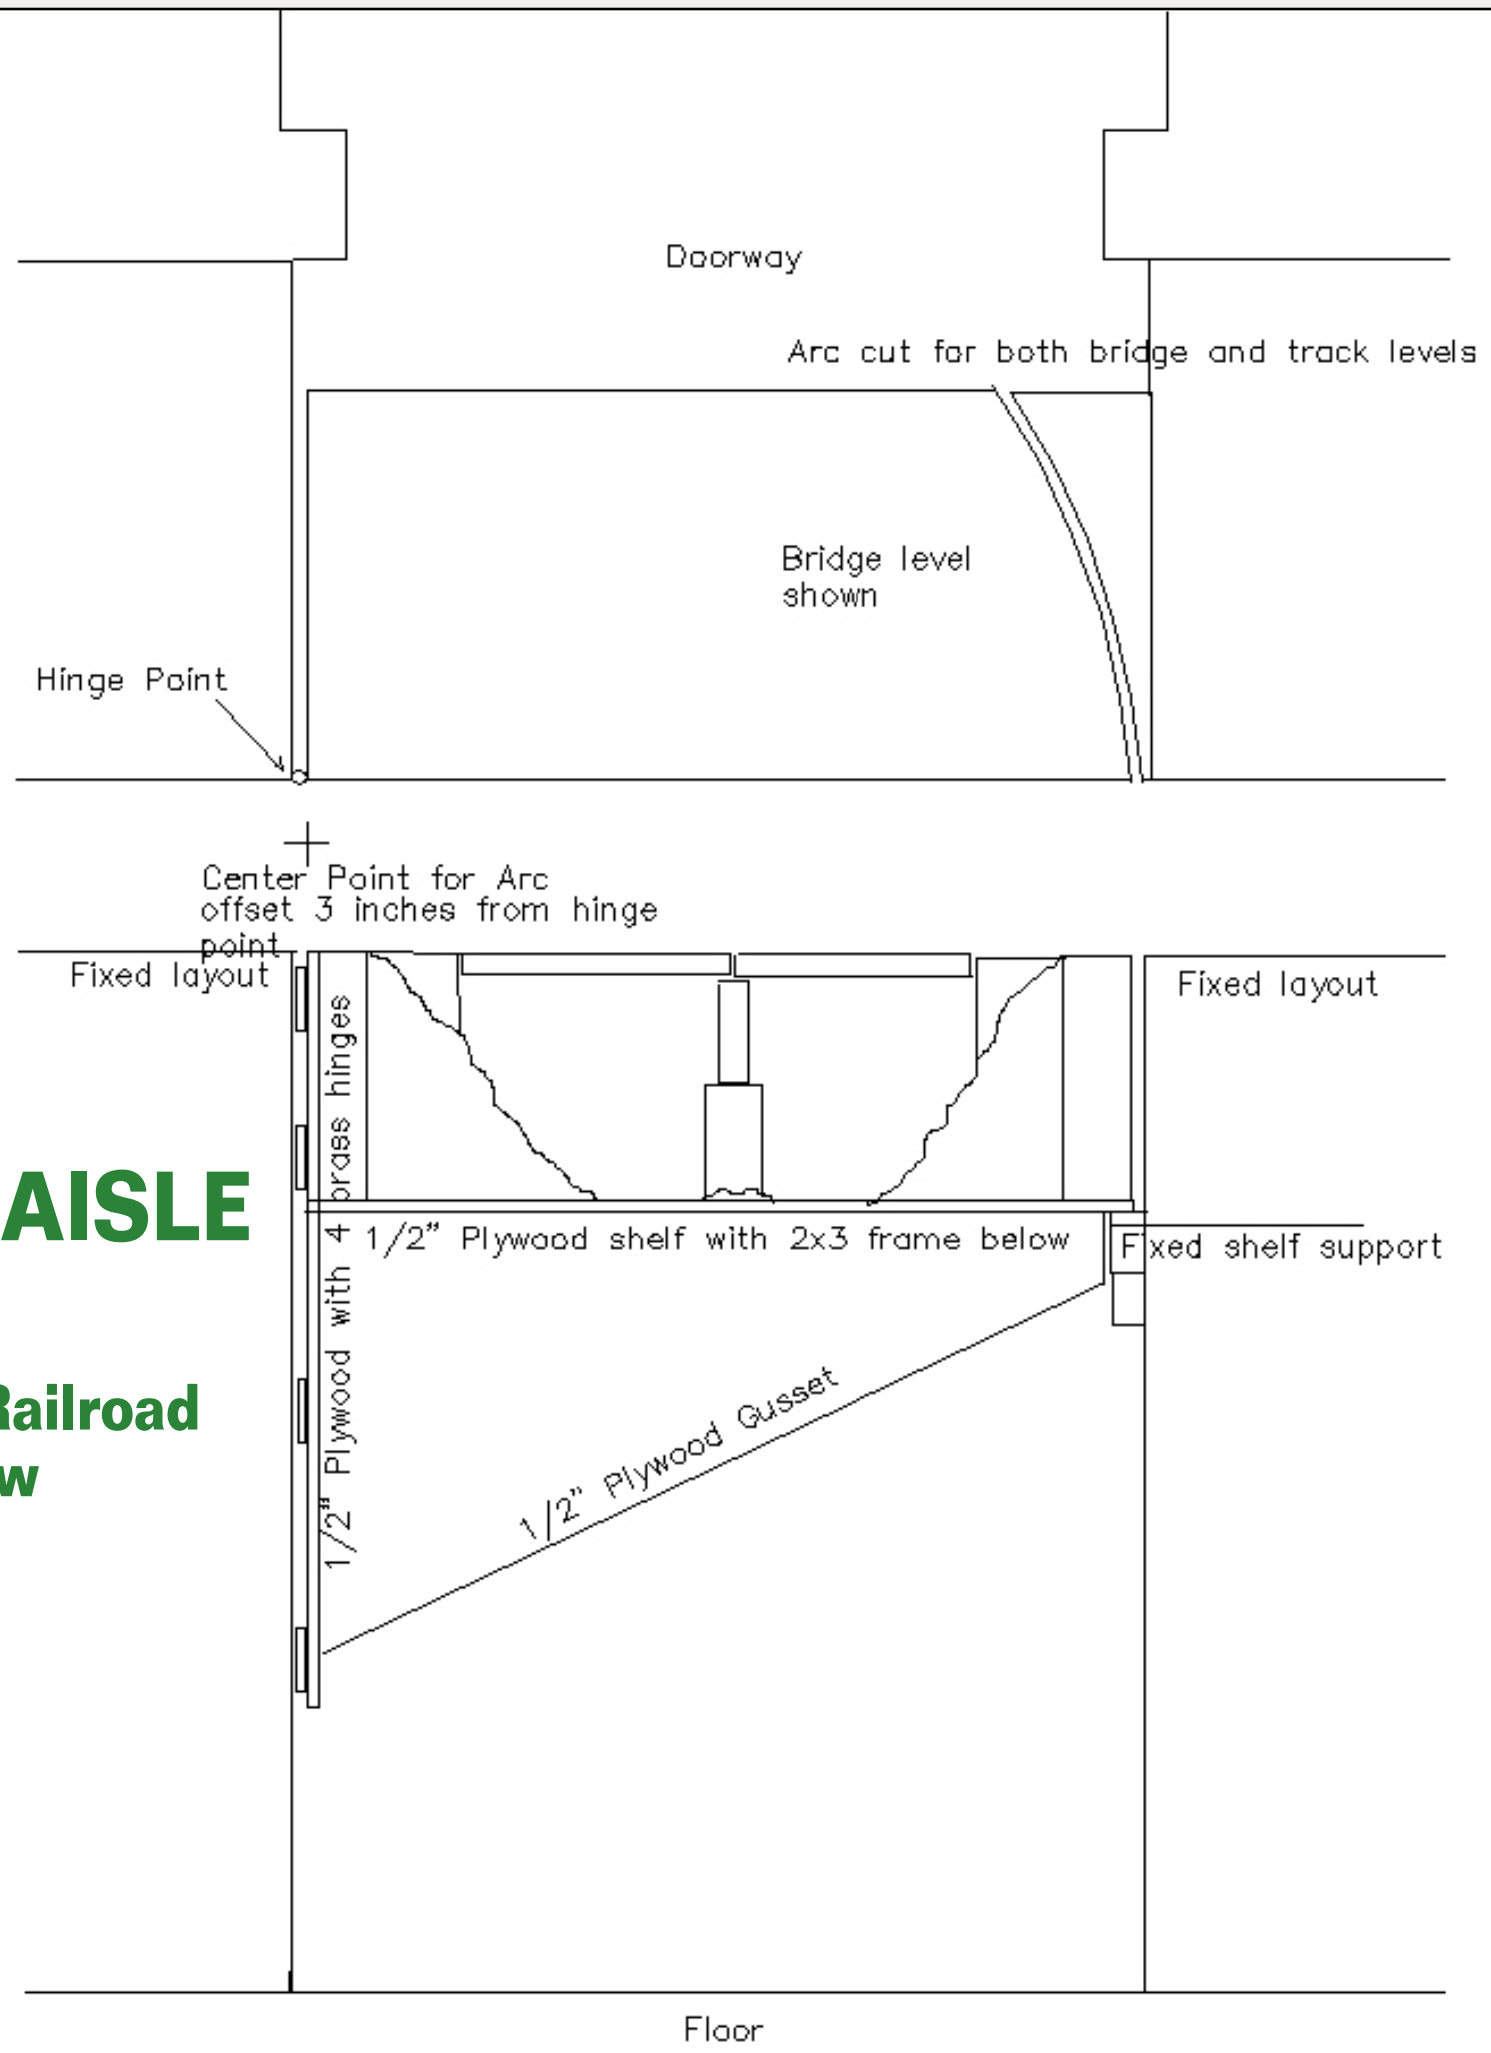 Doorway
Arc cut for both bridge and track levels
Bridge level
shown
Hinge Point
Center Point for Arc
offset 3 inches from hinge
point
Fixed layout
Fixed layout
1/2" Plywood with 4 brass hinges
AISLE
1/2" Plywood shelf with 2x3 frame below
Fixed shelf support
Railroad
w
1/2" Plywood Gusset
Floor